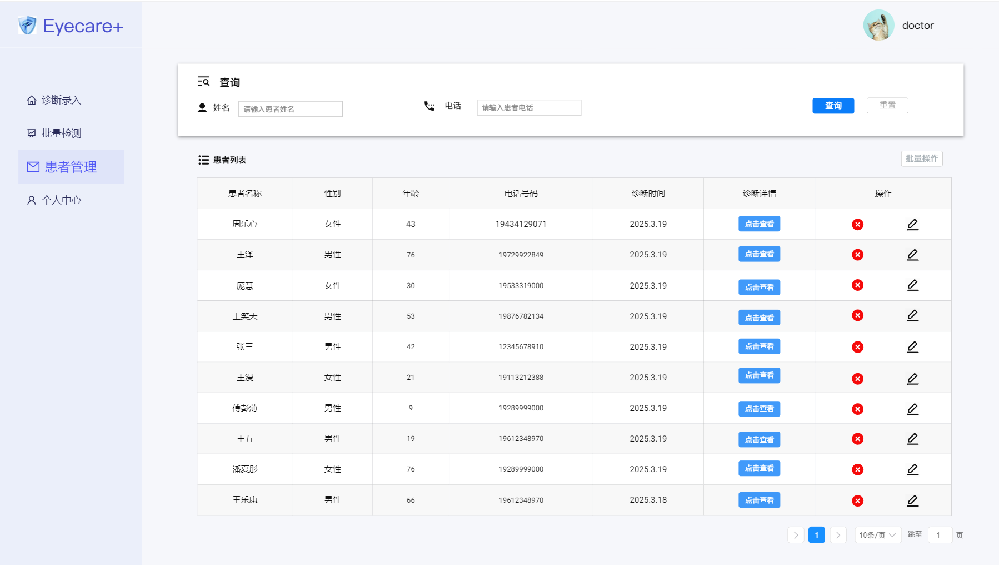 Eyecare+
doctor
诊断录入
批量检测
患者管理
个人中心
查询
姓名 请输入患者姓名 电话 请输入患者电话 查询 重置
患者列表 批量操作
患者名称 性别 年龄 电话号码 诊断时间 诊断详情 操作
周乐心 女性 43 19434129071 2025.3.19 点击查看
王泽 男性 76 19729922849 2025.3.19 点击查看
庞慧 女性 30 19533319000 2025.3.19 点击查看
王笑天 男性 53 19876782134 2025.3.19 点击查看
张三 男性 42 12345678910 2025.3.19 点击查看
王漫 女性 21 19113212388 2025.3.19 点击查看
傅彭薄 男性 9 19289999000 2025.3.19 点击查看
王五 男性 19 19612348970 2025.3.19 点击查看
潘夏彤 女性 76 19289999000 2025.3.19 点击查看
王乐康 男性 66 19612348970 2025.3.18 点击查看
1 10条/页 跳至 1 页